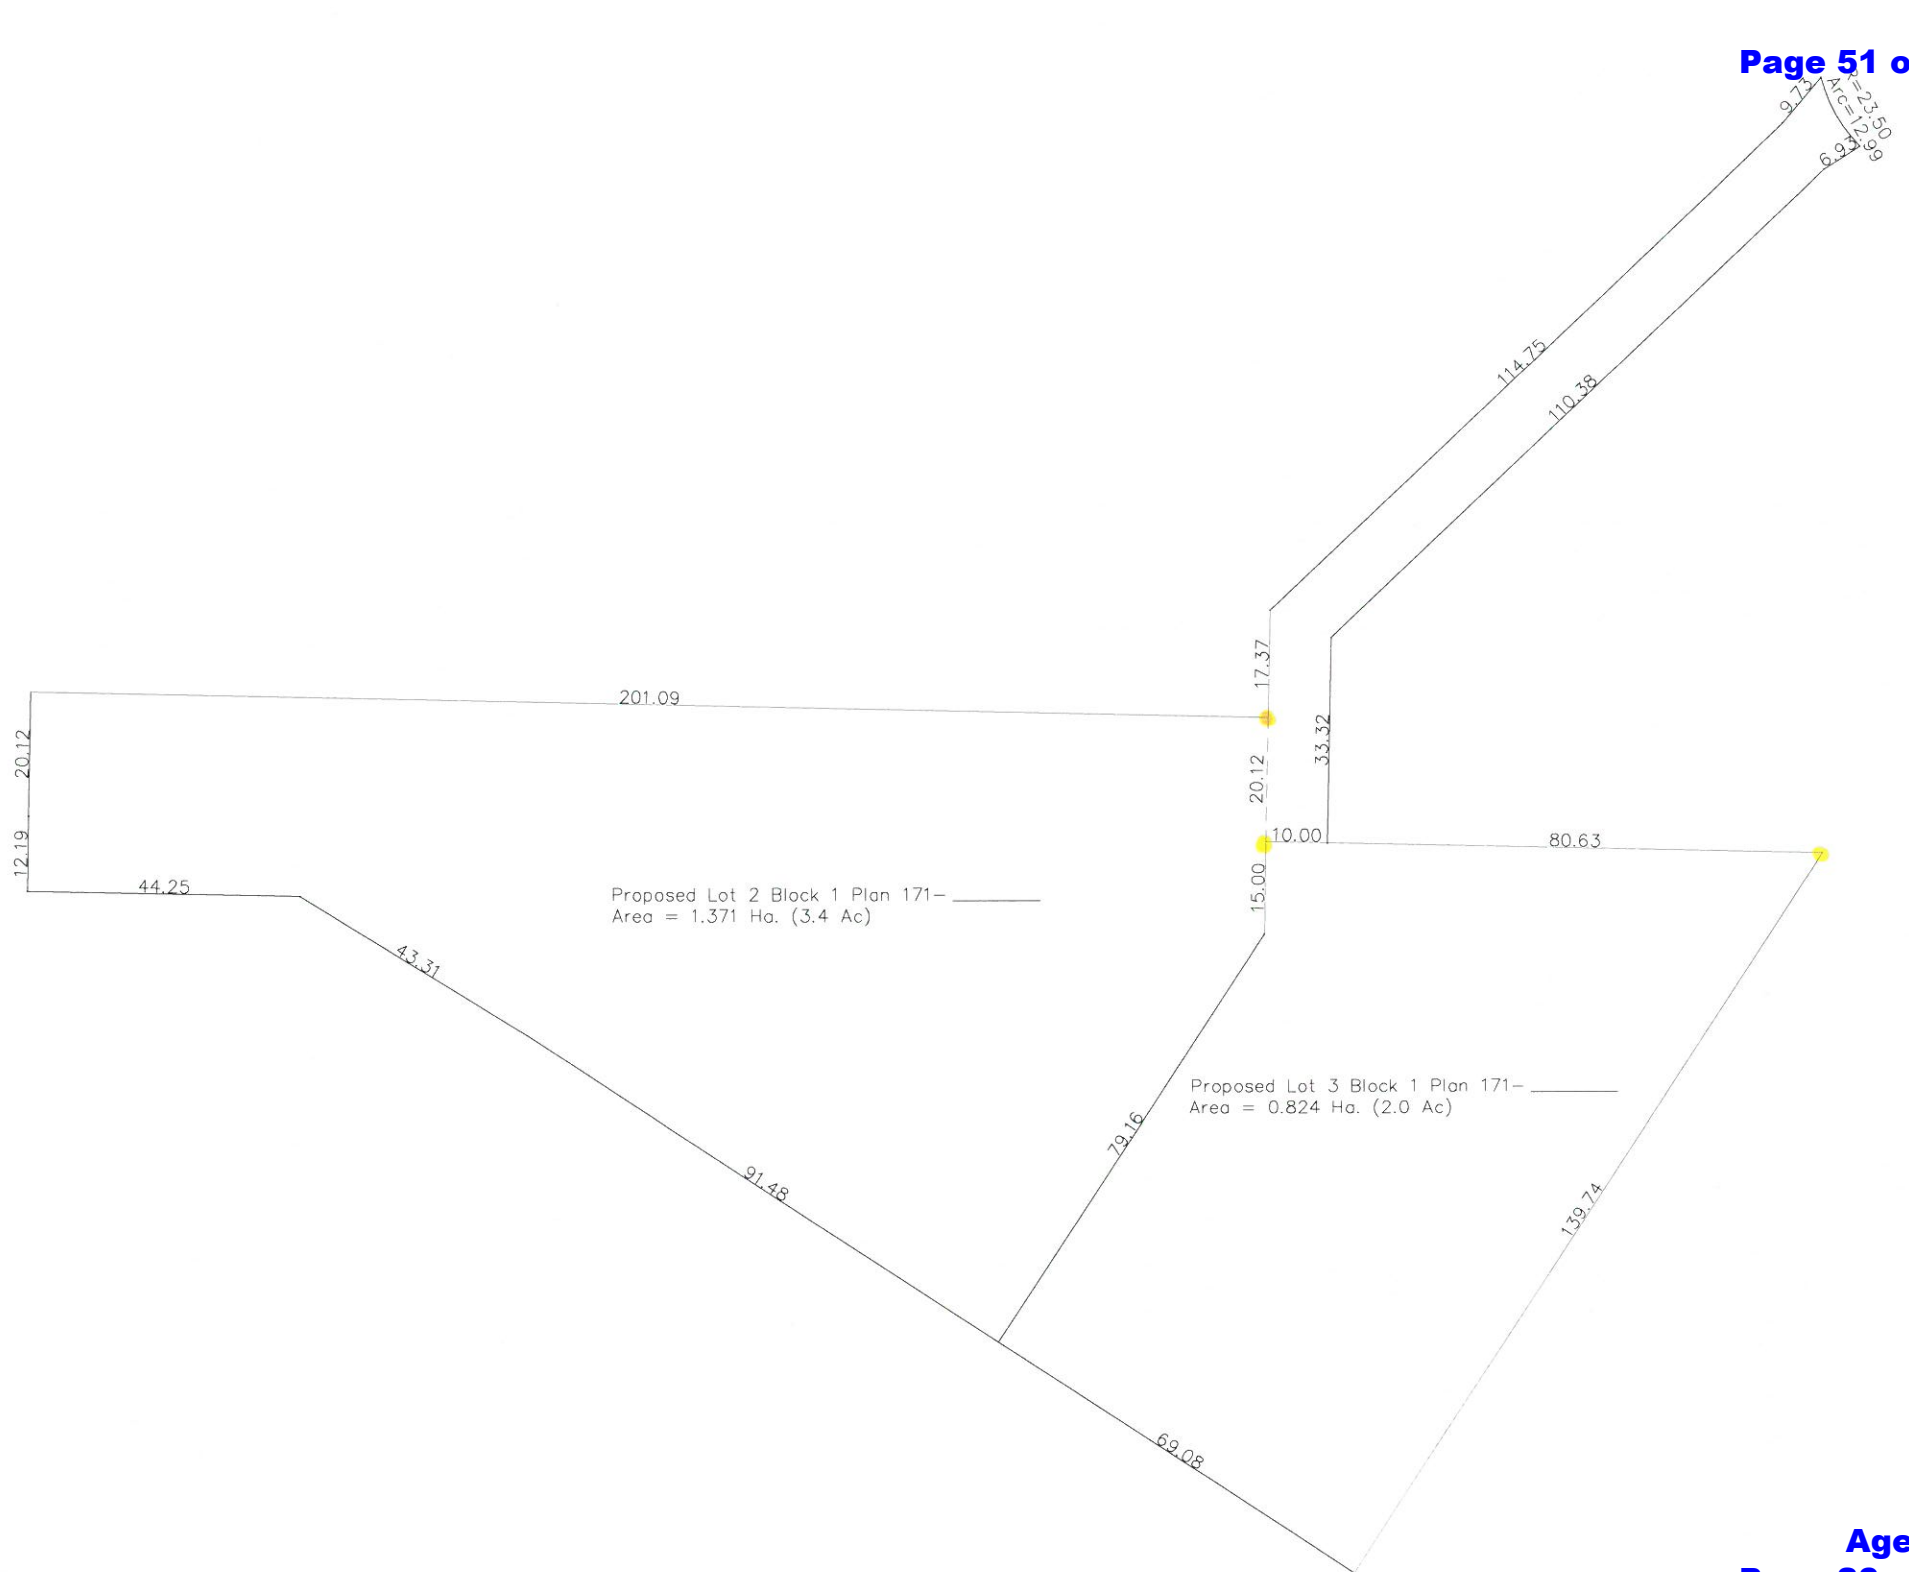 Page 51 o
9.73
R=23.50
Arc=12.99
6.93
114.75
110.38
17.37
201.09
33.32
20.12
20.12
10.00
80.63
12.19
44.25
15.00
Proposed Lot 2 Block 1 Plan 171-
Area = 1.371 Ha. (3.4 Ac)
43.31
Proposed Lot 3 Block 1 Plan 171-
Area = 0.824 Ha. (2.0 Ac)
79.16
91.48
139.74
69.08
Age